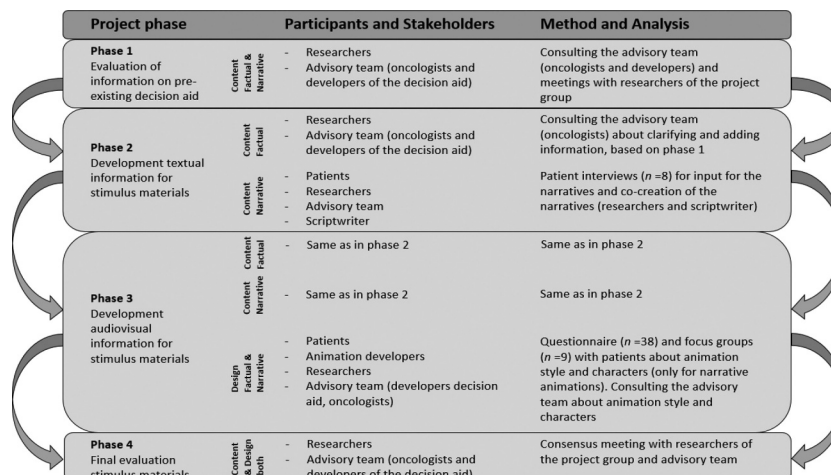 Project phase Participants and Stakeholders Method and Analysis
Phase 1
Evaluation of
information on pre-
existing decision aid
Content
Factual &
Narrative
- Researchers
- Advisory team (oncologists and
developers of the decision aid)
Consulting the advisory team
(oncologists and developers) and
meetings with researchers of the project
group
Phase 2
Development textual
information for
stimulus materials
Content
Factual
- Researchers
- Advisory team (oncologists and
developers of the decision aid)
Consulting the advisory team
(oncologists) about clarifying and adding
information, based on phase 1
Content
Narrative
- Patients
- Researchers
- Advisory team
- Scriptwriter
Patient interviews (n =8) for input for the
narratives and co-creation of the
narratives (researchers and scriptwriter)
Phase 3
Development
audiovisual
information for
stimulus materials
Content
Factual
- Same as in phase 2
Same as in phase 2
Content
Narrative
- Same as in phase 2
Same as in phase 2
Design
Factual &
Narrative
- Patients
- Animation developers
- Researchers
- Advisory team (developers decision
aid, oncologists)
Questionnaire (n =38) and focus groups
(n =9) with patients about animation
style and characters (only for narrative
animations). Consulting the advisory
team about animation style and
characters
Phase 4
Final evaluation
stimulus materials
Content
& Design
both
- Researchers
- Advisory team (oncologists and
developers of the decision aid)
Consensus meeting with researchers of
the project group and advisory team